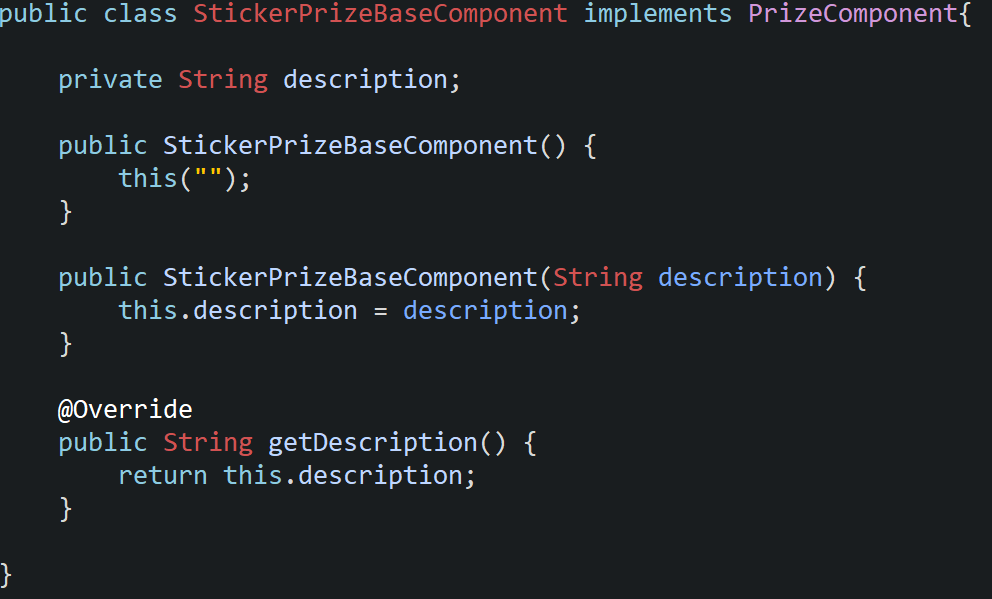 public class StickerPrizeBaseComponent implements PrizeComponent{
    private String description;
    public StickerPrizeBaseComponent() {
        this("");
    }
    public StickerPrizeBaseComponent(String description) {
        this.description = description;
    }
    @Override
    public String getDescription() {
        return this.description;
    }
}